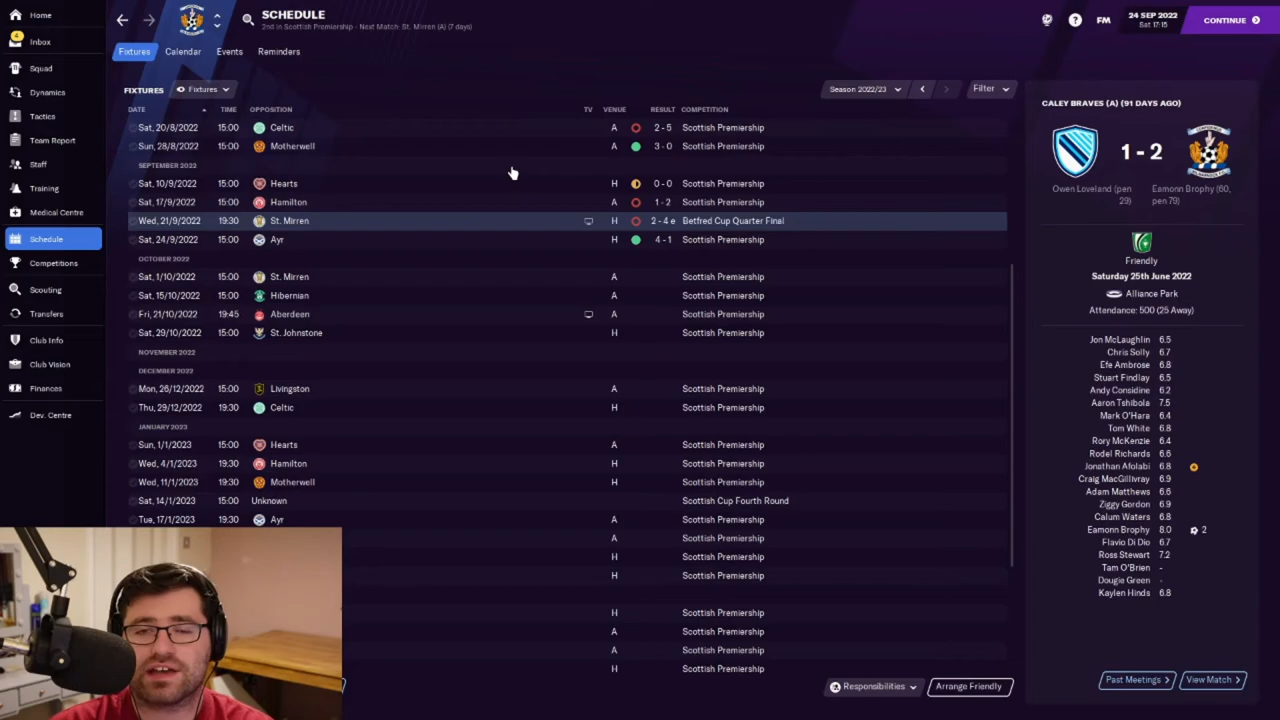 Home
SCHEDULE
2nd in Scottish Premiership - Next Match: St. Mirren (A) (7 days)
FM
24 SEP 2022
Sat 17:15
CONTINUE
4
Inbox
Squad
Dynamics
Tactics
Team Report
Staff
Training
Medical Centre
Schedule
Competitions
Scouting
Transfers
Club Info
Club Vision
Finances
Dev. Centre
Fixtures
Calendar
Events
Reminders
FIXTURES
Fixtures
Season 2022/23
Filter
DATE TIME OPPOSITION TV VENUE RESULT COMPETITION
Sat, 20/8/2022 15:00 Celtic A 2 - 5 Scottish Premiership
Sun, 28/8/2022 15:00 Motherwell A 3 - 0 Scottish Premiership
SEPTEMBER 2022
Sat, 10/9/2022 15:00 Hearts H 0 - 0 Scottish Premiership
Sat, 17/9/2022 15:00 Hamilton A 1 - 2 Scottish Premiership
Wed, 21/9/2022 19:30 St. Mirren H 2 - 4 e Betfred Cup Quarter Final
Sat, 24/9/2022 15:00 Ayr H 4 - 1 Scottish Premiership
OCTOBER 2022
Sat, 1/10/2022 15:00 St. Mirren A Scottish Premiership
Sat, 15/10/2022 15:00 Hibernian A Scottish Premiership
Fri, 21/10/2022 19:45 Aberdeen A Scottish Premiership
Sat, 29/10/2022 15:00 St. Johnstone H Scottish Premiership
NOVEMBER 2022
DECEMBER 2022
Mon, 26/12/2022 15:00 Livingston A Scottish Premiership
Thu, 29/12/2022 19:30 Celtic H Scottish Premiership
JANUARY 2023
Sun, 1/1/2023 15:00 Hearts A Scottish Premiership
Wed, 4/1/2023 19:30 Hamilton H Scottish Premiership
Wed, 11/1/2023 19:30 Motherwell H Scottish Premiership
Sat, 14/1/2023 15:00 Unknown Scottish Cup Fourth Round
Tue, 17/1/2023 19:30 Ayr A Scottish Premiership
A Scottish Premiership
H Scottish Premiership
H Scottish Premiership
H Scottish Premiership
A Scottish Premiership
A Scottish Premiership
H Scottish Premiership
Responsibilities
Arrange Friendly
CALEY BRAVES (A) (91 DAYS AGO)
1 - 2
Owen Loveland (pen 29)
Eamonn Brophy (60, pen 79)
Friendly
Saturday 25th June 2022
Alliance Park
Attendance: 500 (25 Away)
Jon McLaughlin 6.5
Chris Solly 6.7
Efe Ambrose 6.8
Stuart Findlay 6.5
Andy Considine 6.2
Aaron Tshibola 7.5
Mark O'Hara 6.4
Tom White 6.8
Rory McKenzie 6.4
Rodel Richards 6.6
Jonathan Afolabi 6.8
Craig MacGillivray 6.9
Adam Matthews 6.6
Ziggy Gordon 6.9
Calum Waters 6.8
Eamonn Brophy 8.0 2
Flavio Di Dio 6.7
Ross Stewart 7.2
Tam O'Brien -
Dougie Green -
Kaylen Hinds 6.8
Past Meetings
View Match